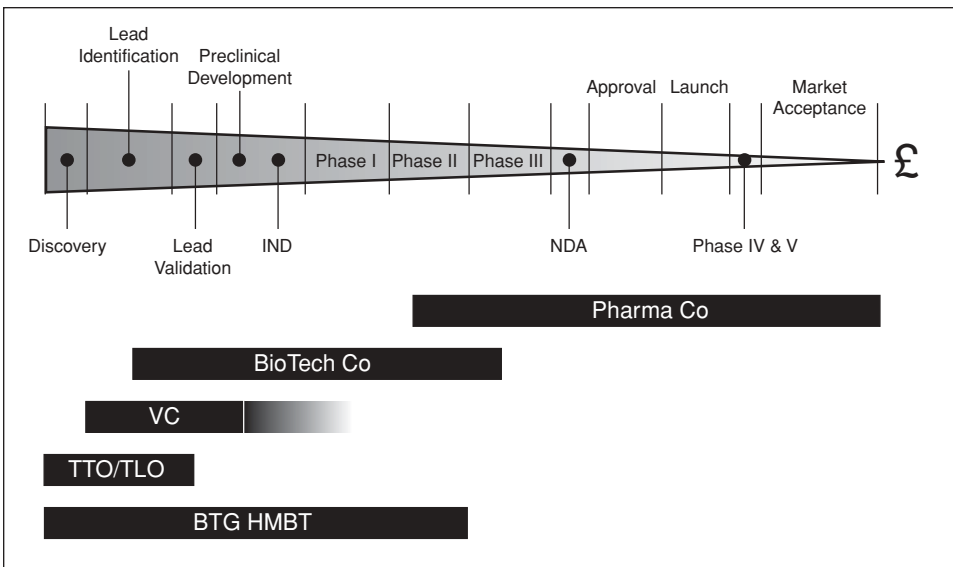 Lead
Identification
Preclinical
Development
Approval
Launch
Market
Acceptance
Phase I
Phase II
Phase III
£
Discovery
Lead
Validation
IND
NDA
Phase IV & V
Pharma Co
BioTech Co
VC
TTO/TLO
BTG HMBT